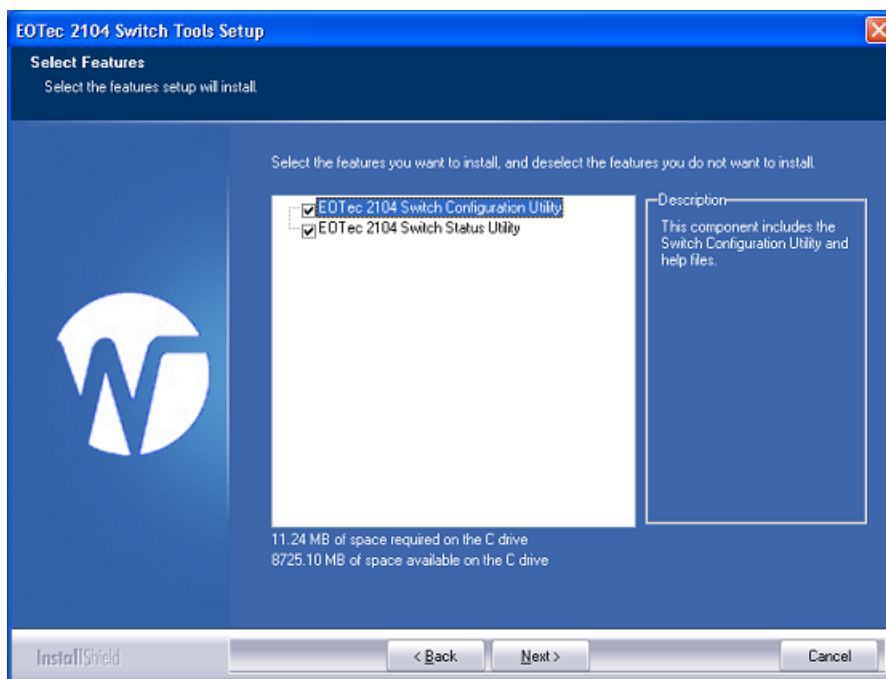 EOTec 2104 Switch Tools Setup
Select Features
Select the features setup will install.
Select the features you want to install, and deselect the features you do not want to install.
EOTec 2104 Switch Configuration Utility
EOTec 2104 Switch Status Utility
Description
This component includes the
Switch Configuration Utility and
help files.
11.24 MB of space required on the C drive
8725.10 MB of space available on the C drive
InstallShield
< Back
Next >
Cancel